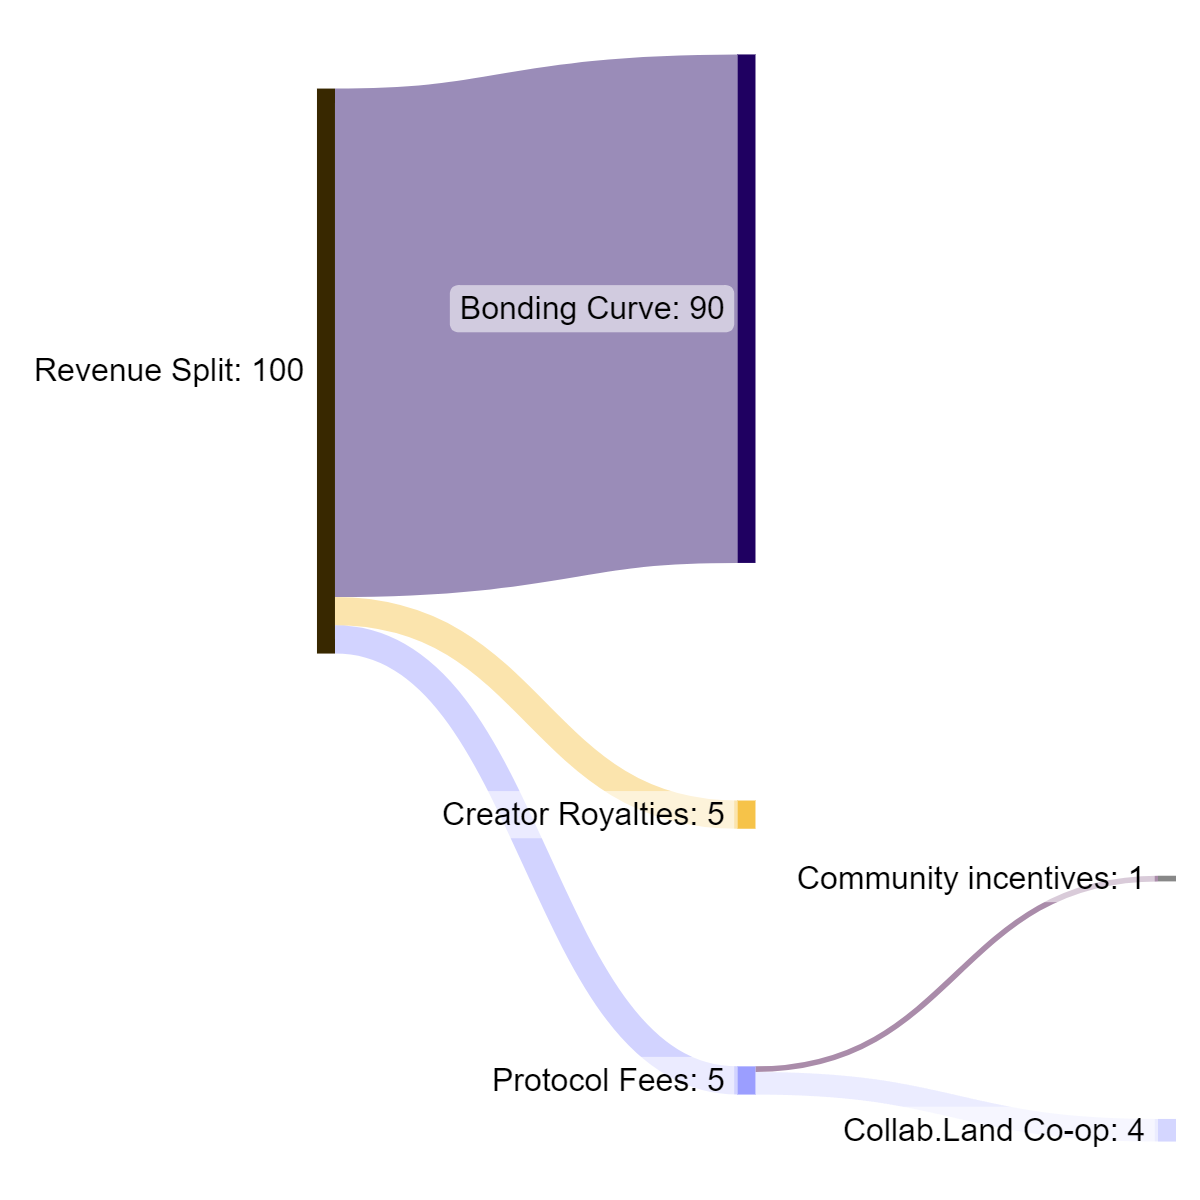 Revenue Split: 100
Bonding Curve: 90
Creator Royalties: 5
Community incentives: 1
Protocol Fees: 5
Collab.Land Co-op: 4